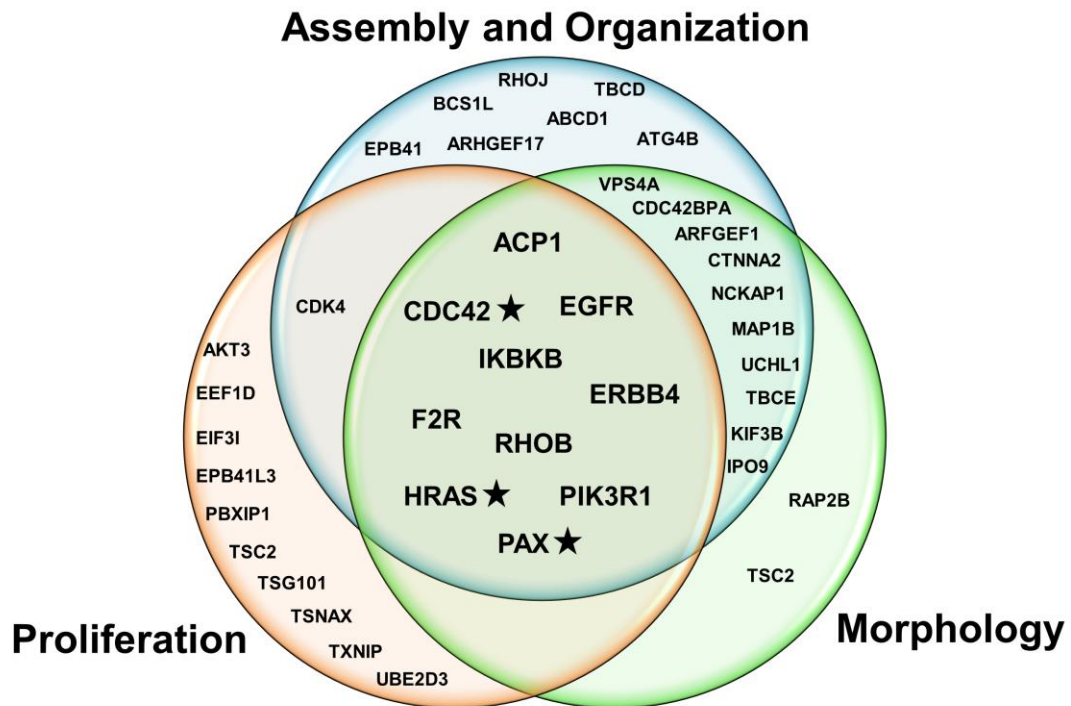 Assembly and Organization
RHOJ
TBCD
BCS1L
ABCD1
ATG4B
EPB41
ARHGEF17
VPS4A
CDC42BPA
ARFGEF1
CTNNA2
NCKAP1
MAP1B
UCHL1
TBCE
KIF3B
IPO9
ACP1
CDC42 ★
EGFR
IKBKB
ERBB4
F2R
RHOB
HRAS ★
PIK3R1
PAX ★
CDK4
AKT3
EEF1D
EIF3I
EPB41L3
PBXIP1
TSC2
TSG101
TSNAX
TXNIP
UBE2D3
RAP2B
TSC2
Proliferation
Morphology